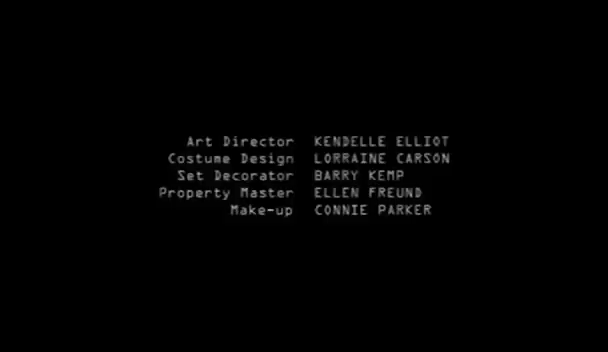 Art Director KENDELLE ELLIOT
Costume Design LORRAINE CARSON
Set Decorator BARRY KEMP
Property Master ELLEN FREUND
Make-up CONNIE PARKER